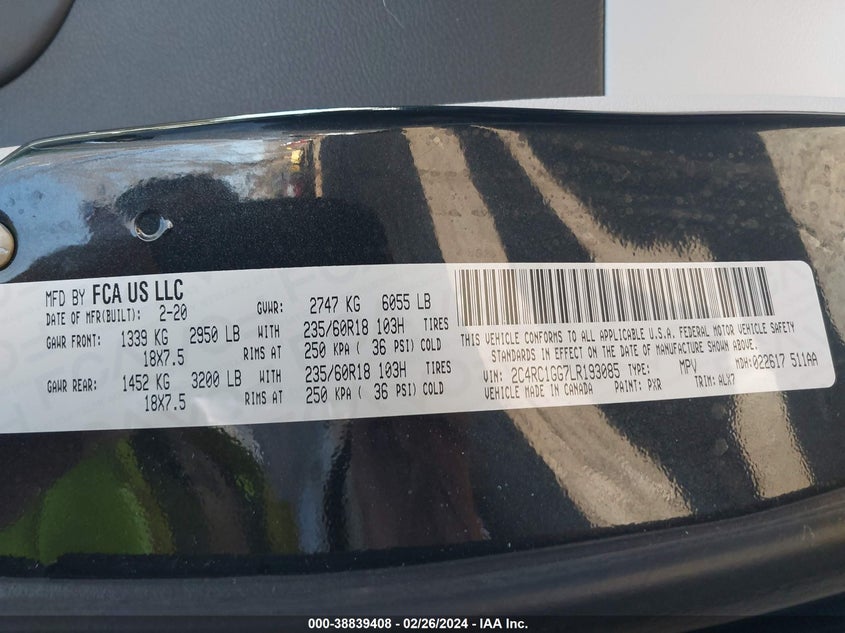 MFD BY FCA US LLC
DATE OF MFR(BUILT): 2-20
GVWR: 2747 KG 6055 LB
GAWR FRONT: 1339 KG 2950 LB WITH 235/60R18 103H TIRES
18X7.5 RIMS AT 250 KPA ( 36 PSI) COLD
GAWR REAR: 1452 KG 3200 LB WITH 235/60R18 103H TIRES
18X7.5 RIMS AT 250 KPA ( 36 PSI) COLD
THIS VEHICLE CONFORMS TO ALL APPLICABLE U.S.A. FEDERAL MOTOR VEHICLE SAFETY
STANDARDS IN EFFECT ON THE DATE OF MANUFACTURE SHOWN ABOVE.
VIN: 2C4RC1GG7LR193085 TYPE: MPV MDH:022617 511AA
VEHICLE MADE IN CANADA PAINT: PXR TRIM: ALX7
000-38839408 - 02/26/2024 - IAA Inc.